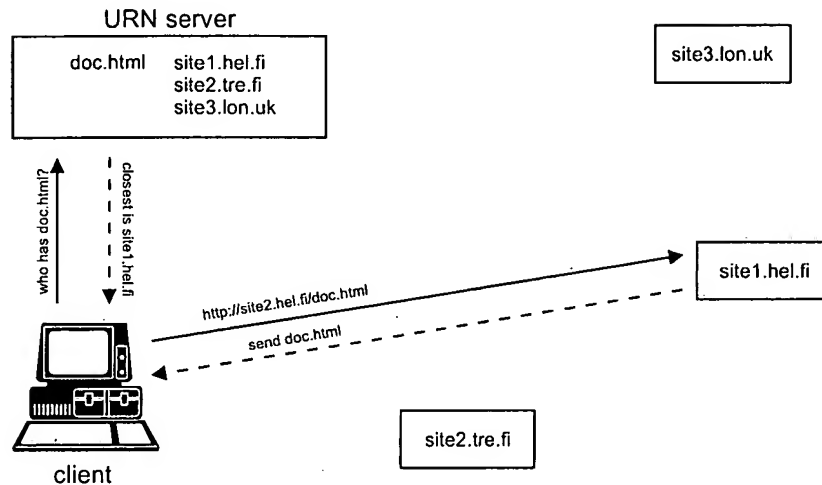 URN server
doc.html site1.hel.fi
site2.tre.fi
site3.lon.uk
site3.lon.uk
who has doc.html?
closest is site1.hel.fi
http://site2.hel.fi/doc.html
send doc.html
site1.hel.fi
site2.tre.fi
client